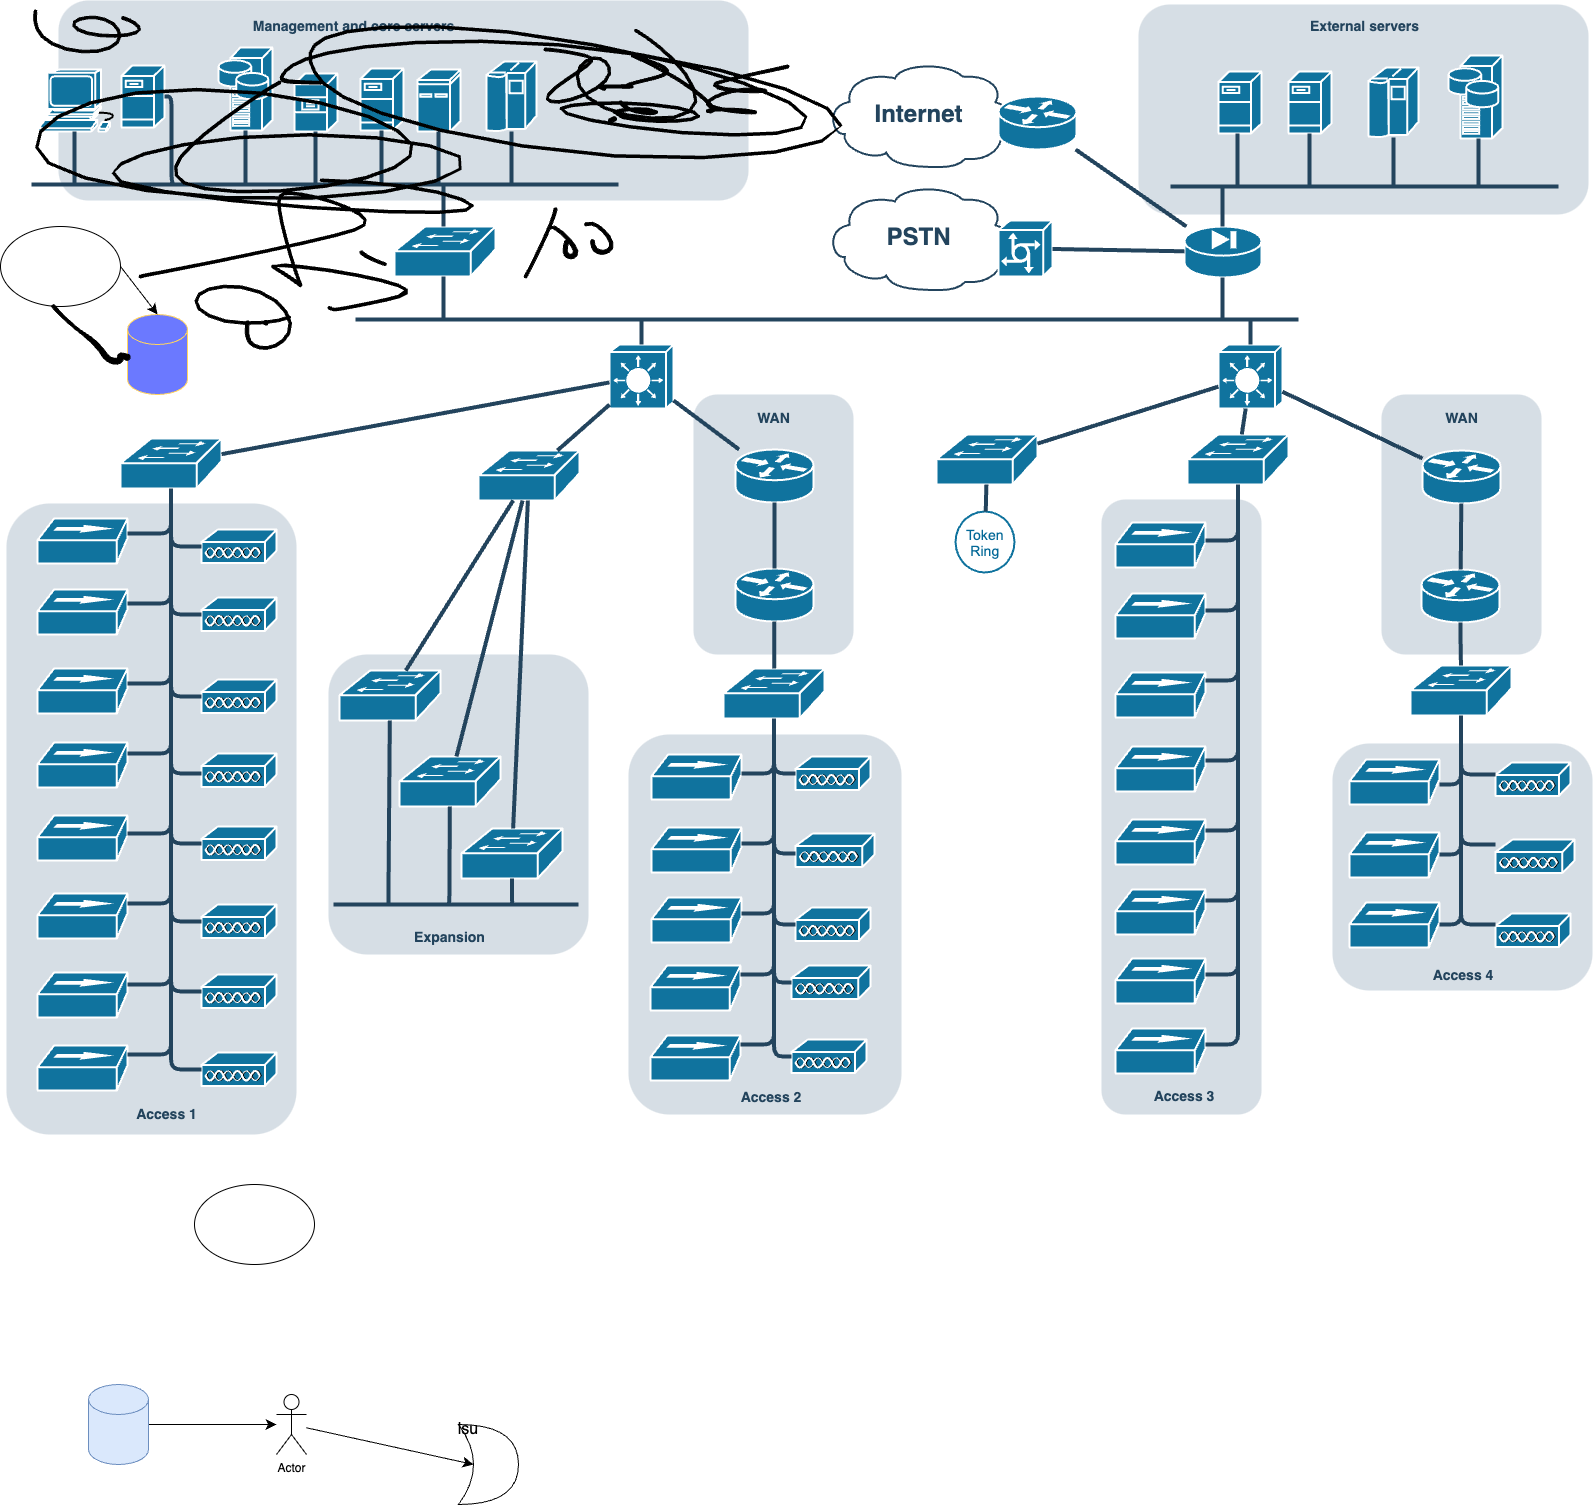 Management and core servers
External servers
Internet
PSTN
WAN
WAN
Token
Ring
Expansion
Access 4
Access 2
Access 3
Access 1
isu
Actor